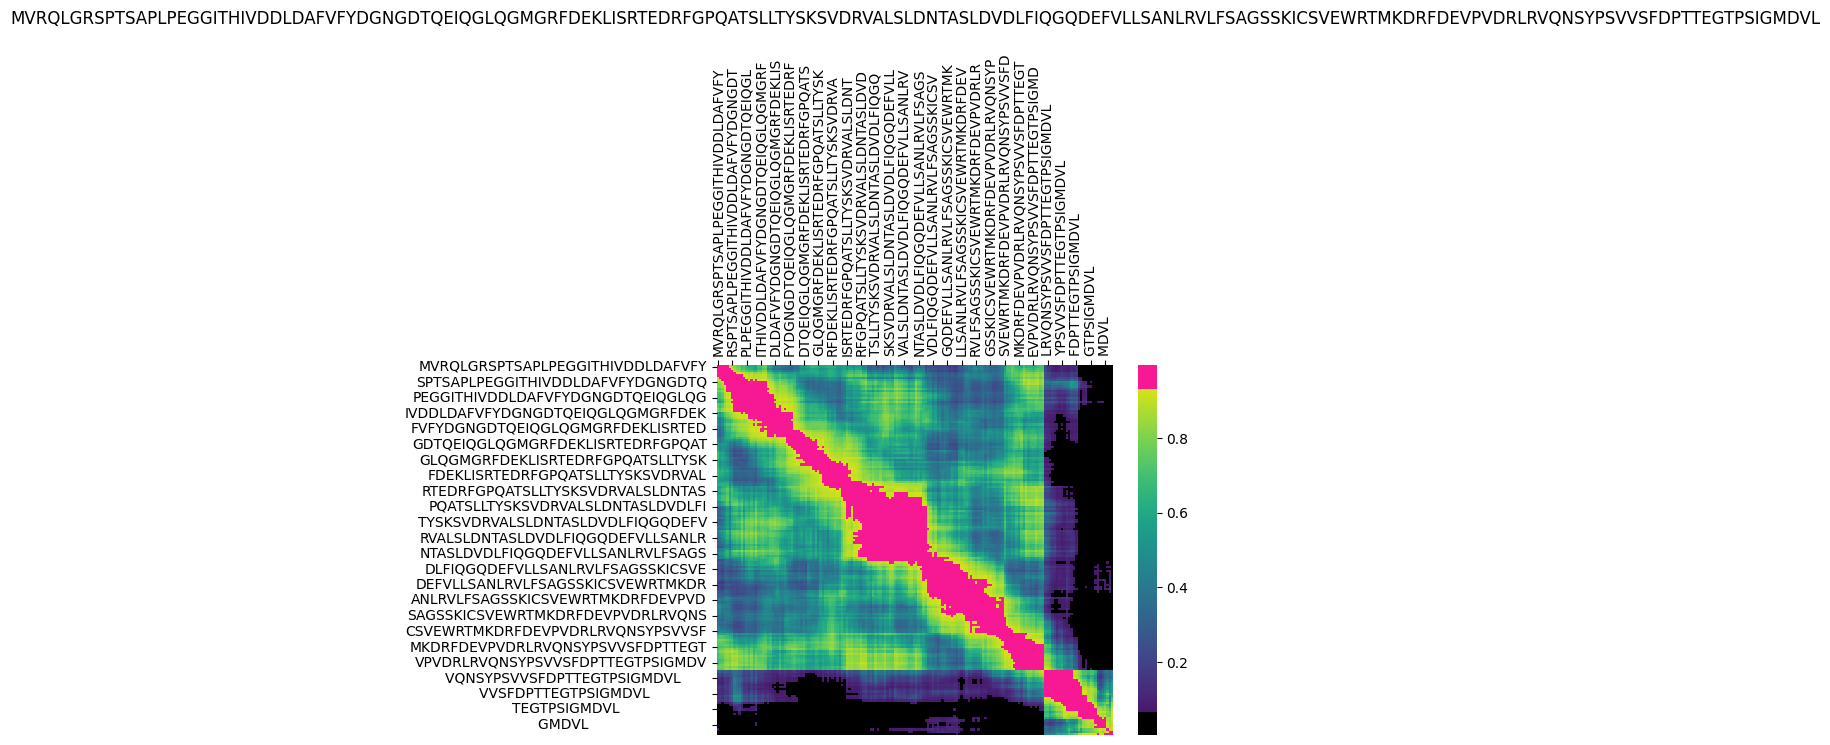 MVRQLGRSPTSAPLPEGGITHIVDDLDAFVFYDGNGDTQEIQGLQGMGRFDEKLISRTEDRFGPQATSLLTYSKSVDRVALSLDNTASLDVDLFIQGQDEFVLLSANLRVLFSAGSSKICSVEWRTMKDRFDEVPVDRLRVQNSYPSVVSFDPTTEGTPSIGMDVL
MVRQLGRSPTSAPLPEGGITHIVDDLDAFVFY
RSPTSAPLPEGGITHIVDDLDAFVFYDGNGDT
PLPEGGITHIVDDLDAFVFYDGNGDTQEIQGL
ITHIVDDLDAFVFYDGNGDTQEIQGLQGMGRF
DLDAFVFYDGNGDTQEIQGLQGMGRFDEKLIS
FYDGNGDTQEIQGLQGMGRFDEKLISRTEDRF
DTQEIQGLQGMGRFDEKLISRTEDRFGPQATS
GLQGMGRFDEKLISRTEDRFGPQATSLLTYSK
RFDEKLISRTEDRFGPQATSLLTYSKSVDRVA
ISRTEDRFGPQATSLLTYSKSVDRVALSLDNT
RFGPQATSLLTYSKSVDRVALSLDNTASLDVD
TSLLTYSKSVDRVALSLDNTASLDVDLFIQGQ
SKSVDRVALSLDNTASLDVDLFIQGQDEFVLL
VALSLDNTASLDVDLFIQGQDEFVLLSANLRV
NTASLDVDLFIQGQDEFVLLSANLRVLFSAGS
VDLFIQGQDEFVLLSANLRVLFSAGSSKICSV
GQDEFVLLSANLRVLFSAGSSKICSVEWRTMK
LLSANLRVLFSAGSSKICSVEWRTMKDRFDEV
RVLFSAGSSKICSVEWRTMKDRFDEVPVDRLR
GSSKICSVEWRTMKDRFDEVPVDRLRVQNSYP
SVEWRTMKDRFDEVPVDRLRVQNSYPSVVSFD
MKDRFDEVPVDRLRVQNSYPSVVSFDPTTEGT
EVPVDRLRVQNSYPSVVSFDPTTEGTPSIGMD
LRVQNSYPSVVSFDPTTEGTPSIGMDVL
YPSVVSFDPTTEGTPSIGMDVL
FDPTTEGTPSIGMDVL
GTPSIGMDVL
MDVL
MVRQLGRSPTSAPLPEGGITHIVDDLDAFVFY
SPTSAPLPEGGITHIVDDLDAFVFYDGNGDTQ
PEGGITHIVDDLDAFVFYDGNGDTQEIQGLQG
IVDDLDAFVFYDGNGDTQEIQGLQGMGRFDEK
FVFYDGNGDTQEIQGLQGMGRFDEKLISRTED
GDTQEIQGLQGMGRFDEKLISRTEDRFGPQAT
GLQGMGRFDEKLISRTEDRFGPQATSLLTYSK
FDEKLISRTEDRFGPQATSLLTYSKSVDRVAL
RTEDRFGPQATSLLTYSKSVDRVALSLDNTAS
PQATSLLTYSKSVDRVALSLDNTASLDVDLFI
TYSKSVDRVALSLDNTASLDVDLFIQGQDEFV
RVALSLDNTASLDVDLFIQGQDEFVLLSANLR
NTASLDVDLFIQGQDEFVLLSANLRVLFSAGS
DLFIQGQDEFVLLSANLRVLFSAGSSKICSVE
DEFVLLSANLRVLFSAGSSKICSVEWRTMKDR
ANLRVLFSAGSSKICSVEWRTMKDRFDEVPVD
SAGSSKICSVEWRTMKDRFDEVPVDRLRVQNS
CSVEWRTMKDRFDEVPVDRLRVQNSYPSVVSF
MKDRFDEVPVDRLRVQNSYPSVVSFDPTTEGT
VPVDRLRVQNSYPSVVSFDPTTEGTPSIGMDV
VQNSYPSVVSFDPTTEGTPSIGMDVL
VVSFDPTTEGTPSIGMDVL
TEGTPSIGMDVL
GMDVL
0.8
0.6
0.4
0.2